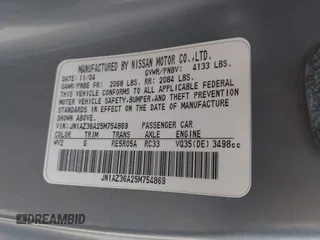 MANUFACTURED BY NISSAN MOTOR CO.,LTD.
DATE: 11/04 GVWR/PNBV: 4133 LBS.
GAWR/PNBE FR: 2068 LBS. RR: 2084 LBS.
THIS VEHICLE CONFORMS TO ALL APPLICABLE FEDERAL
MOTOR VEHICLE SAFETY, BUMPER, AND THEFT PREVENTION
STANDARDS IN EFFECT ON THE DATE OF MANUFACTURE
SHOWN ABOVE.
VIN: JN1AZ36A25M754869 PASSENGER CAR
COLOR TRIM TRANS AXLE ENGINE
WV2 G RE5R05A RC33 VQ35(DE) 3498cc
JN1AZ36A25M754869
© BIDAMBID